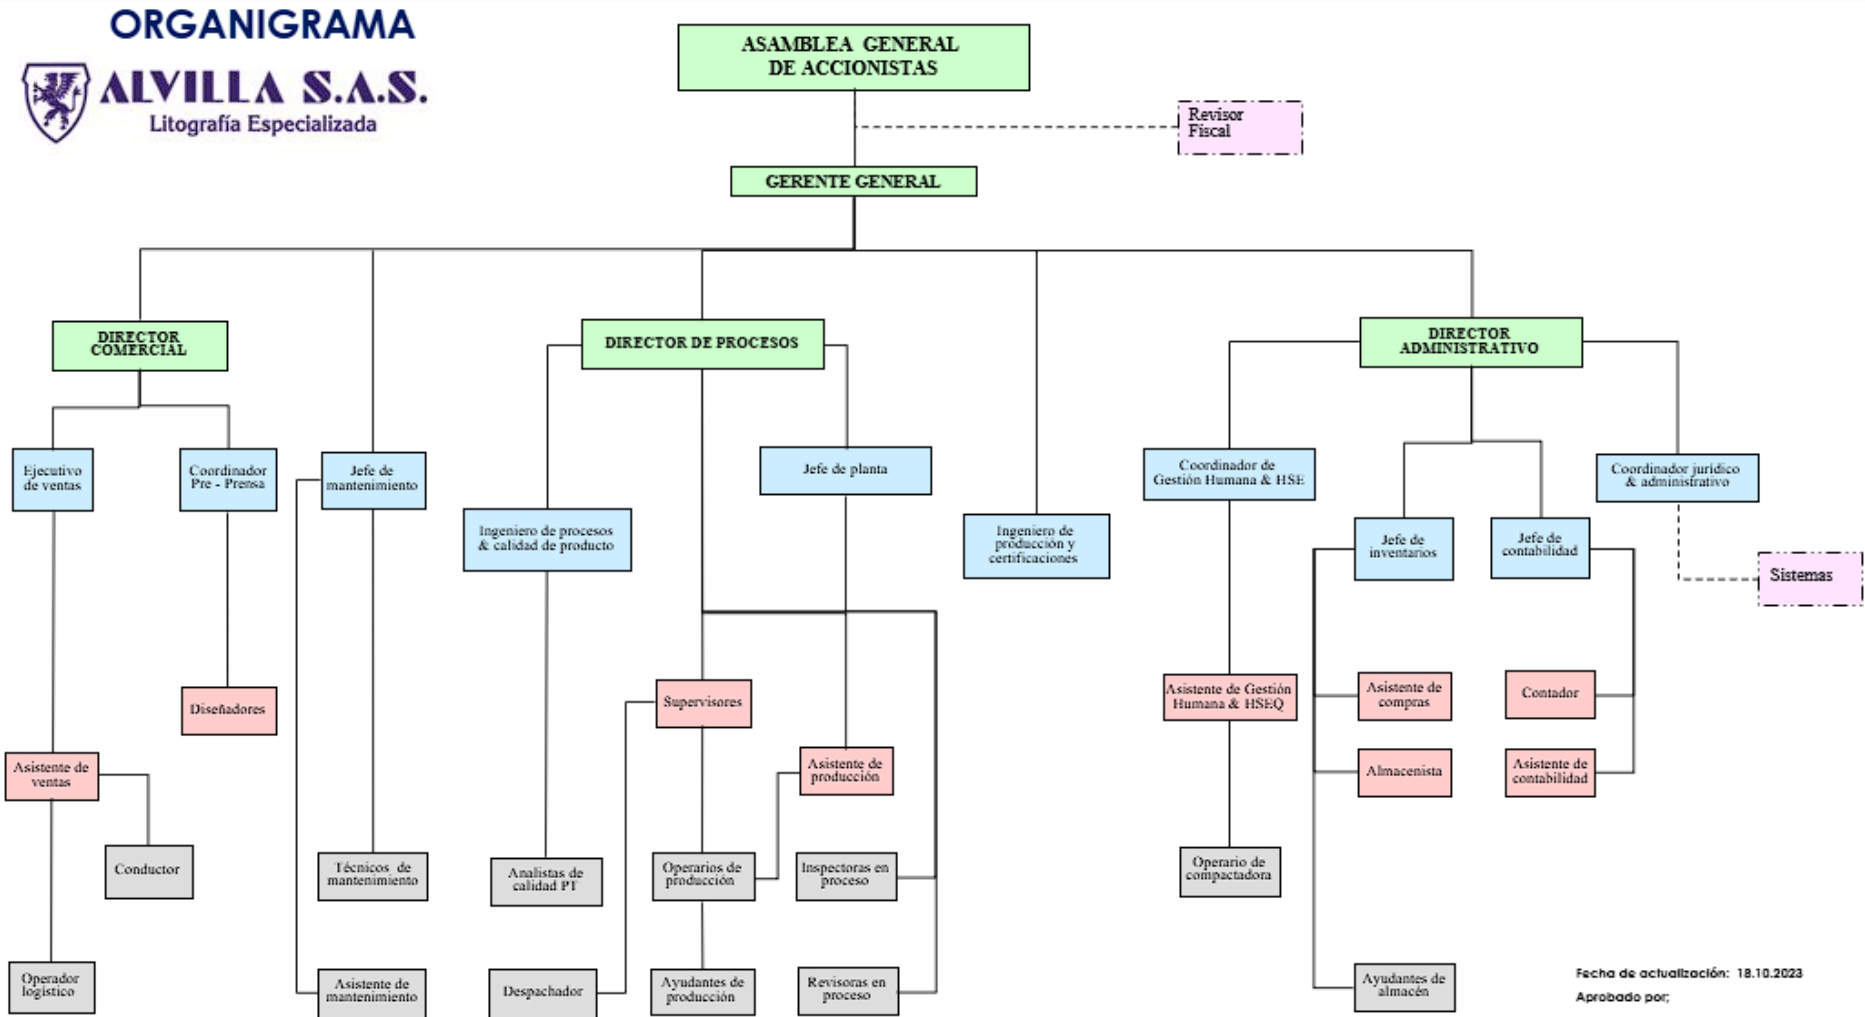 ORGANIGRAMA
ALVILLA S.A.S.
Litografía Especializada
ASAMBLEA GENERAL
DE ACCIONISTAS
Revisor
Fiscal
GERENTE GENERAL
DIRECTOR
COMERCIAL
DIRECTOR DE PROCESOS
DIRECTOR
ADMINISTRATIVO
Ejecutivo
de ventas
Coordinador
Pre - Prensa
Jefe de
mantenimiento
Ingeniero de procesos
& calidad de producto
Jefe de planta
Ingeniero de
producción y
certificaciones
Coordinador de
Gestión Humana & HSE
Jefe de
inventarios
Jefe de
contabilidad
Coordinador jurídico
& administrativo
Sistemas
Diseñadores
Supervisores
Asistente de Gestión
Humana & HSEQ
Asistente de
compras
Contador
Asistente de
ventas
Asistente de
producción
Almacenista
Asistente de
contabilidad
Conductor
Técnicos de
mantenimiento
Analistas de
calidad PT
Operarios de
producción
Inspectoras en
proceso
Operario de
compactadora
Operador
logístico
Asistente de
mantenimiento
Despachador
Ayudantes de
producción
Revisoras en
proceso
Ayudantes de
almacén
Fecha de actualización: 18.10.2023
Aprobado por;